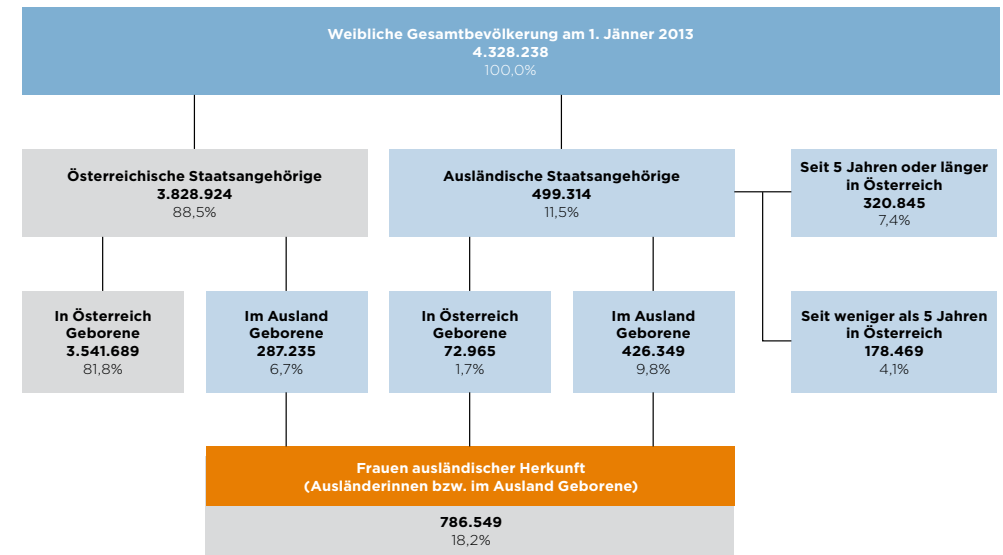 Weibliche Gesamtbevölkerung am 1. Jänner 2013
4.328.238
100,0%
Österreichische Staatsangehörige
3.828.924
88,5%
Ausländische Staatsangehörige
499.314
11,5%
Seit 5 Jahren oder länger
in Österreich
320.845
7,4%
In Österreich
Geborene
3.541.689
81,8%
Im Ausland
Geborene
287.235
6,7%
In Österreich
Geborene
72.965
1,7%
Im Ausland
Geborene
426.349
9,8%
Seit weniger als 5 Jahren
in Österreich
178.469
4,1%
Frauen ausländischer Herkunft
(Ausländerinnen bzw. im Ausland Geborene)
786.549
18,2%